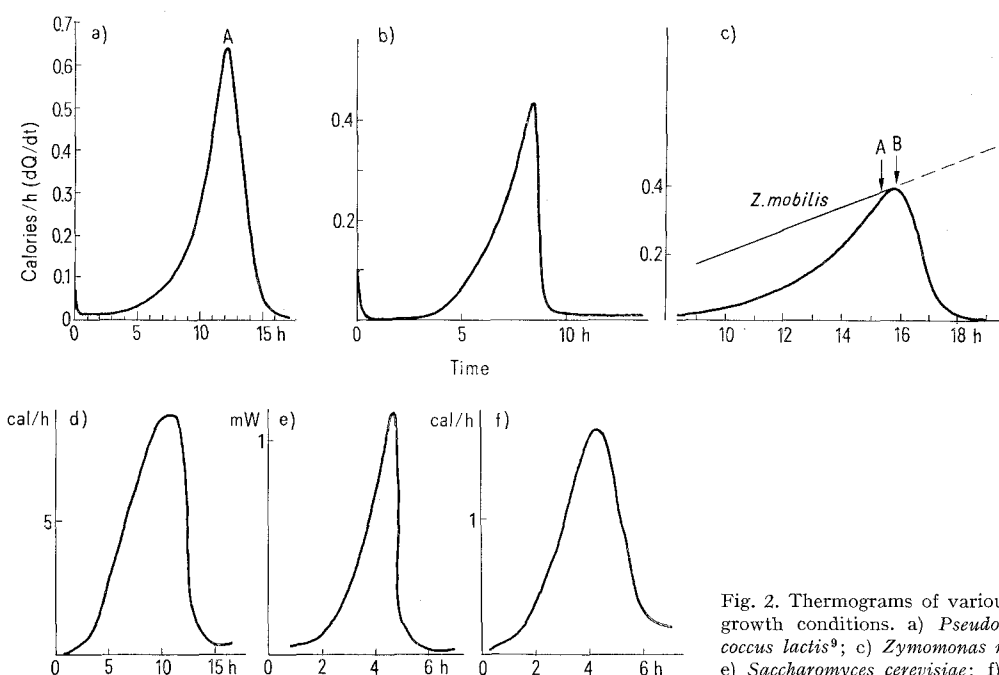 a)
A
0.7
0.6
0.5
0.4
0.3
0.2
0.1
0
Calories/h (dQ/dt)
0 5 10 15 h
b)
0.4
0.2
0 5 10 h
Time
c)
A B
Z.mobilis
0.4
0.2
10 12 14 16 18 h
cal/h d)
5
0 5 10 15 h
mW e)
1
0 2 4 6 h
cal/h f)
1
0 2 4 6 h
Fig. 2. Thermograms of variou
growth conditions. a) Pseudo
coccus lactis⁹; c) Zymomonas
e) Saccharomyces cerevisiae; f)